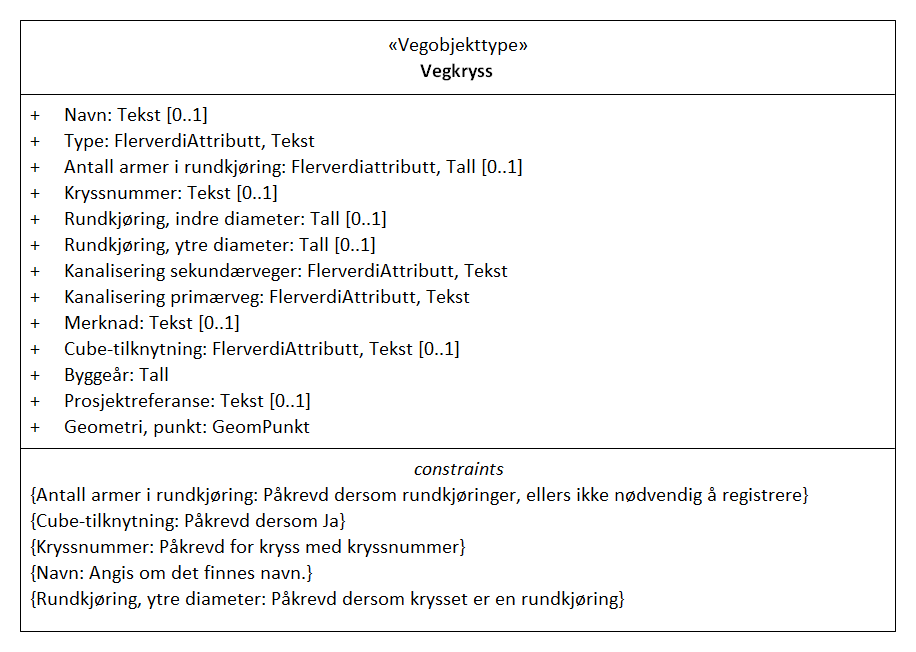 «Vegobjekttype»
Vegkryss
+ Navn: Tekst [0..1]
+ Type: FlerverdiAttributt, Tekst
+ Antall armer i rundkjøring: Flerverdiattributt, Tall [0..1]
+ Kryssnummer: Tekst [0..1]
+ Rundkjøring, indre diameter: Tall [0..1]
+ Rundkjøring, ytre diameter: Tall [0..1]
+ Kanalisering sekundærveger: FlerverdiAttributt, Tekst
+ Kanalisering primærveg: FlerverdiAttributt, Tekst
+ Merknad: Tekst [0..1]
+ Cube-tilknytning: FlerverdiAttributt, Tekst [0..1]
+ Byggeår: Tall
+ Prosjektreferanse: Tekst [0..1]
+ Geometri, punkt: GeomPunkt
constraints
{Antall armer i rundkjøring: Påkrevd dersom rundkjøringer, ellers ikke nødvendig å registrere}
{Cube-tilknytning: Påkrevd dersom Ja}
{Kryssnummer: Påkrevd for kryss med kryssnummer}
{Navn: Angis om det finnes navn.}
{Rundkjøring, ytre diameter: Påkrevd dersom krysset er en rundkjøring}